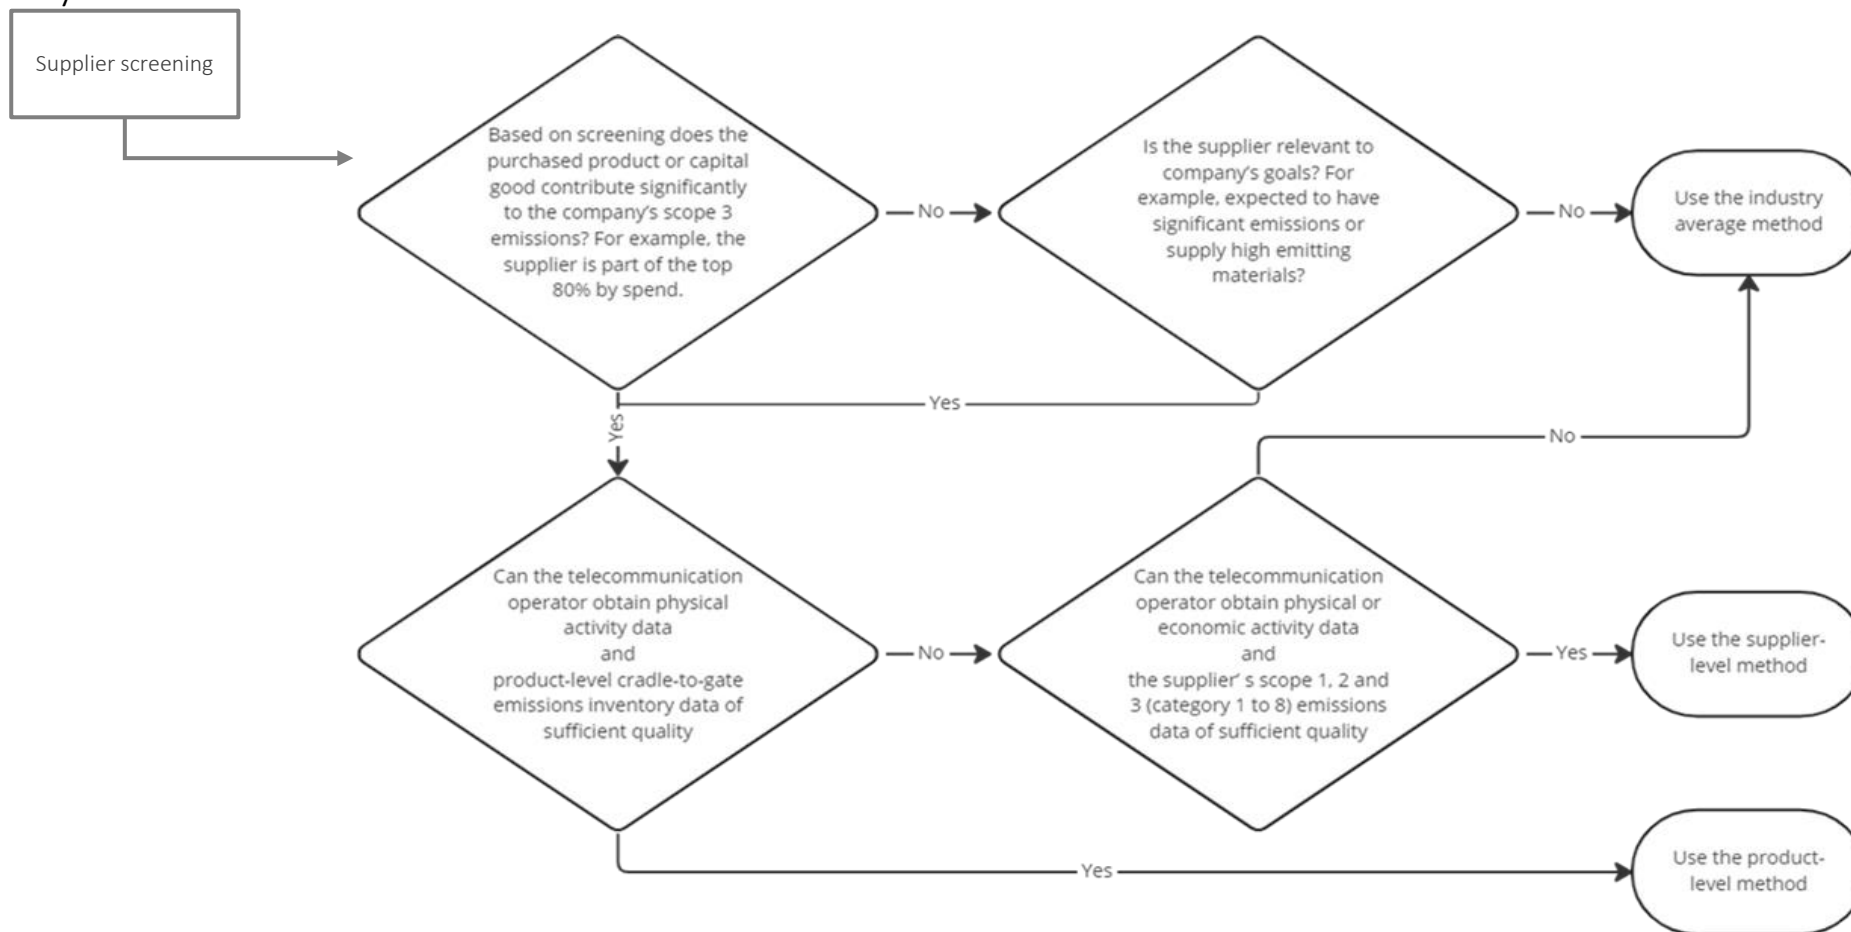 Supplier screening
Based on screening does the
purchased product or capital
good contribute significantly
to the company's scope 3
emissions? For example, the
supplier is part of the top
80% by spend.
No
Is the supplier relevant to
company's goals? For
example, expected to have
significant emissions or
supply high emitting
materials?
No
Use the industry
average method
Yes
Yes
No
Can the telecommunication
operator obtain physical
activity data
and
product-level cradle-to-gate
emissions inventory data of
sufficient quality
No
Can the telecommunication
operator obtain physical or
economic activity data
and
the supplier' s scope 1, 2 and
3 (category 1 to 8) emissions
data of sufficient quality
Yes
Use the supplier-
level method
Yes
Use the product-
level method